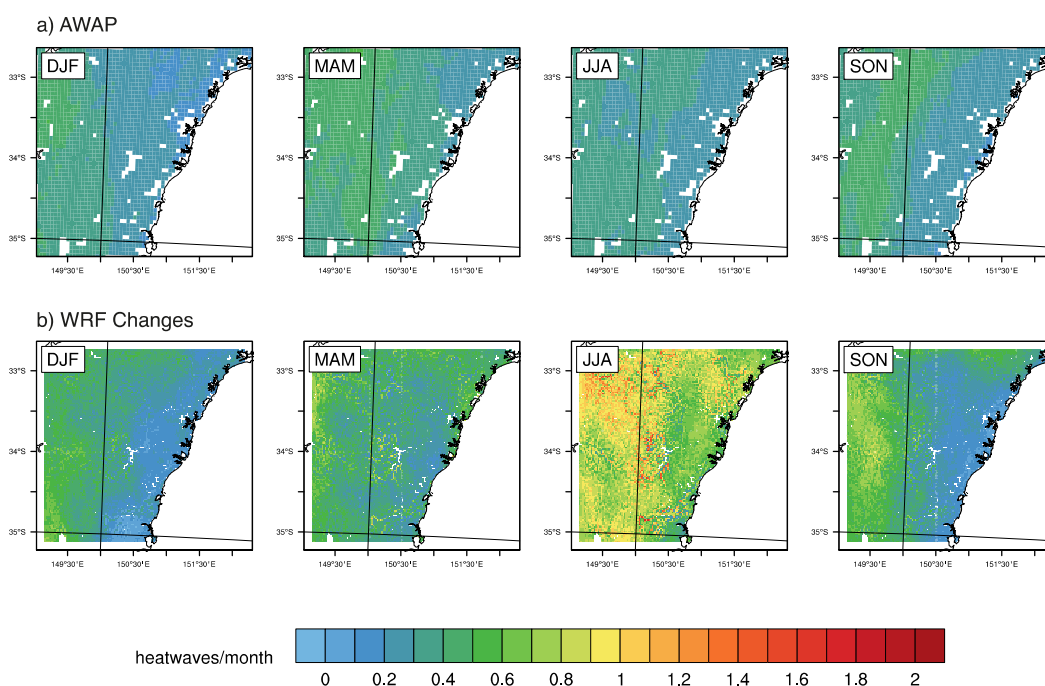 a) AWAP
DJF MAM JJA SON
33°S 33°S 33°S 33°S
34°S 34°S 34°S 34°S
35°S 35°S 35°S 35°S
149°30'E 150°30'E 151°30'E 149°30'E 150°30'E 151°30'E 149°30'E 150°30'E 151°30'E 149°30'E 150°30'E 151°30'E
b) WRF Changes
DJF MAM JJA SON
33°S 33°S 33°S 33°S
34°S 34°S 34°S 34°S
35°S 35°S 35°S 35°S
149°30'E 150°30'E 151°30'E 149°30'E 150°30'E 151°30'E 149°30'E 150°30'E 151°30'E 149°30'E 150°30'E 151°30'E
heatwaves/month
0 0.2 0.4 0.6 0.8 1 1.2 1.4 1.6 1.8 2